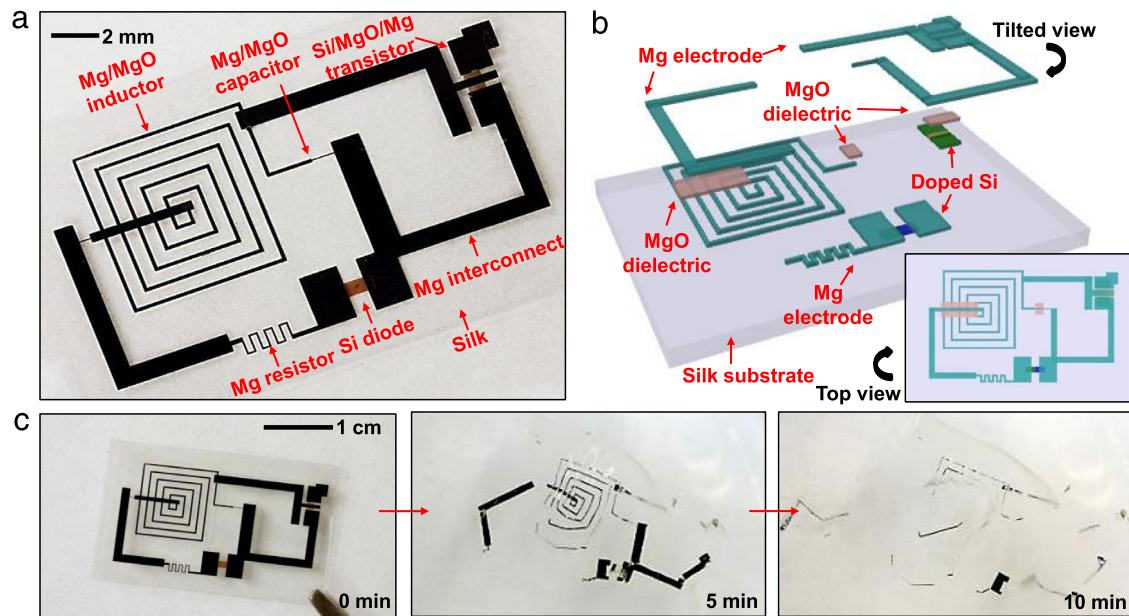 a
2 mm
Mg/MgO
inductor
Mg/MgO
capacitor
Si/MgO/Mg
transistor
Mg interconnect
Si diode
Mg resistor
Silk
b
Tilted view
Mg electrode
MgO
dielectric
Doped Si
MgO
dielectric
Mg
electrode
Silk substrate
Top view
c
1 cm
0 min
5 min
10 min